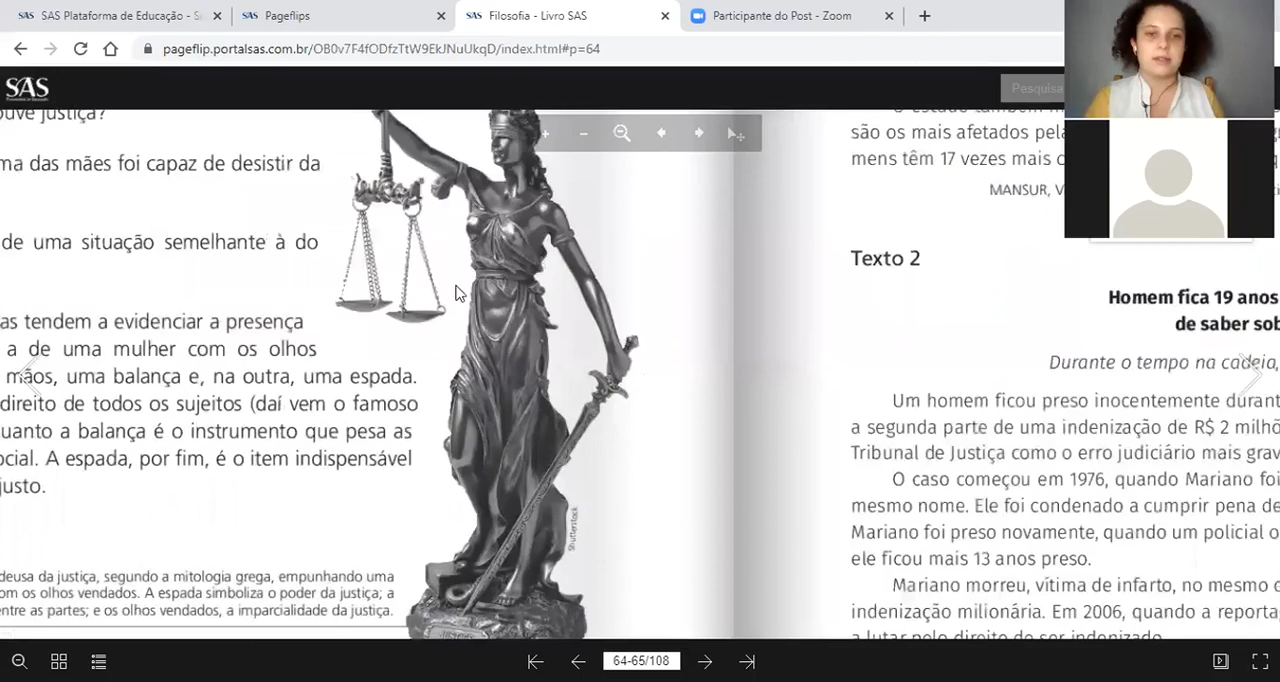 SAS Plataforma de Educação - S
Pageflips
Filosofia - Livro SAS
Participante do Post - Zoom
pageflip.portalsas.com.br/OB0v7F4fODfzTtW9EkJNuUkqD/index.html#p=64
SAS
Pesquisa
ouve justiça?
ma das mães foi capaz de desistir da
de uma situação semelhante à do
as tendem a evidenciar a presença
a de uma mulher com os olhos
mãos, uma balança e, na outra, uma espada.
direito de todos os sujeitos (daí vem o famoso
uanto a balança é o instrumento que pesa as
ocial. A espada, por fim, é o item indispensável
justo.
Shutterstock
deusa da justiça, segundo a mitologia grega, empunhando uma
om os olhos vendados. A espada simboliza o poder da justiça; a
entre as partes; e os olhos vendados, a imparcialidade da justiça.
O estado também
são os mais afetados pela
mens têm 17 vezes mais c
MANSUR, V
Texto 2
Homem fica 19 anos
de saber sob
Durante o tempo na cadeia,
Um homem ficou preso inocentemente durant
a segunda parte de uma indenização de R$ 2 milhõ
Tribunal de Justiça como o erro judiciário mais grav
O caso começou em 1976, quando Mariano foi
mesmo nome. Ele foi condenado a cumprir pena de
Mariano foi preso novamente, quando um policial o
ele ficou mais 13 anos preso.
Mariano morreu, vítima de infarto, no mesmo
indenização milionária. Em 2006, quando a reporta
a lutar pelo direito de ser indenizado.
64-65/108